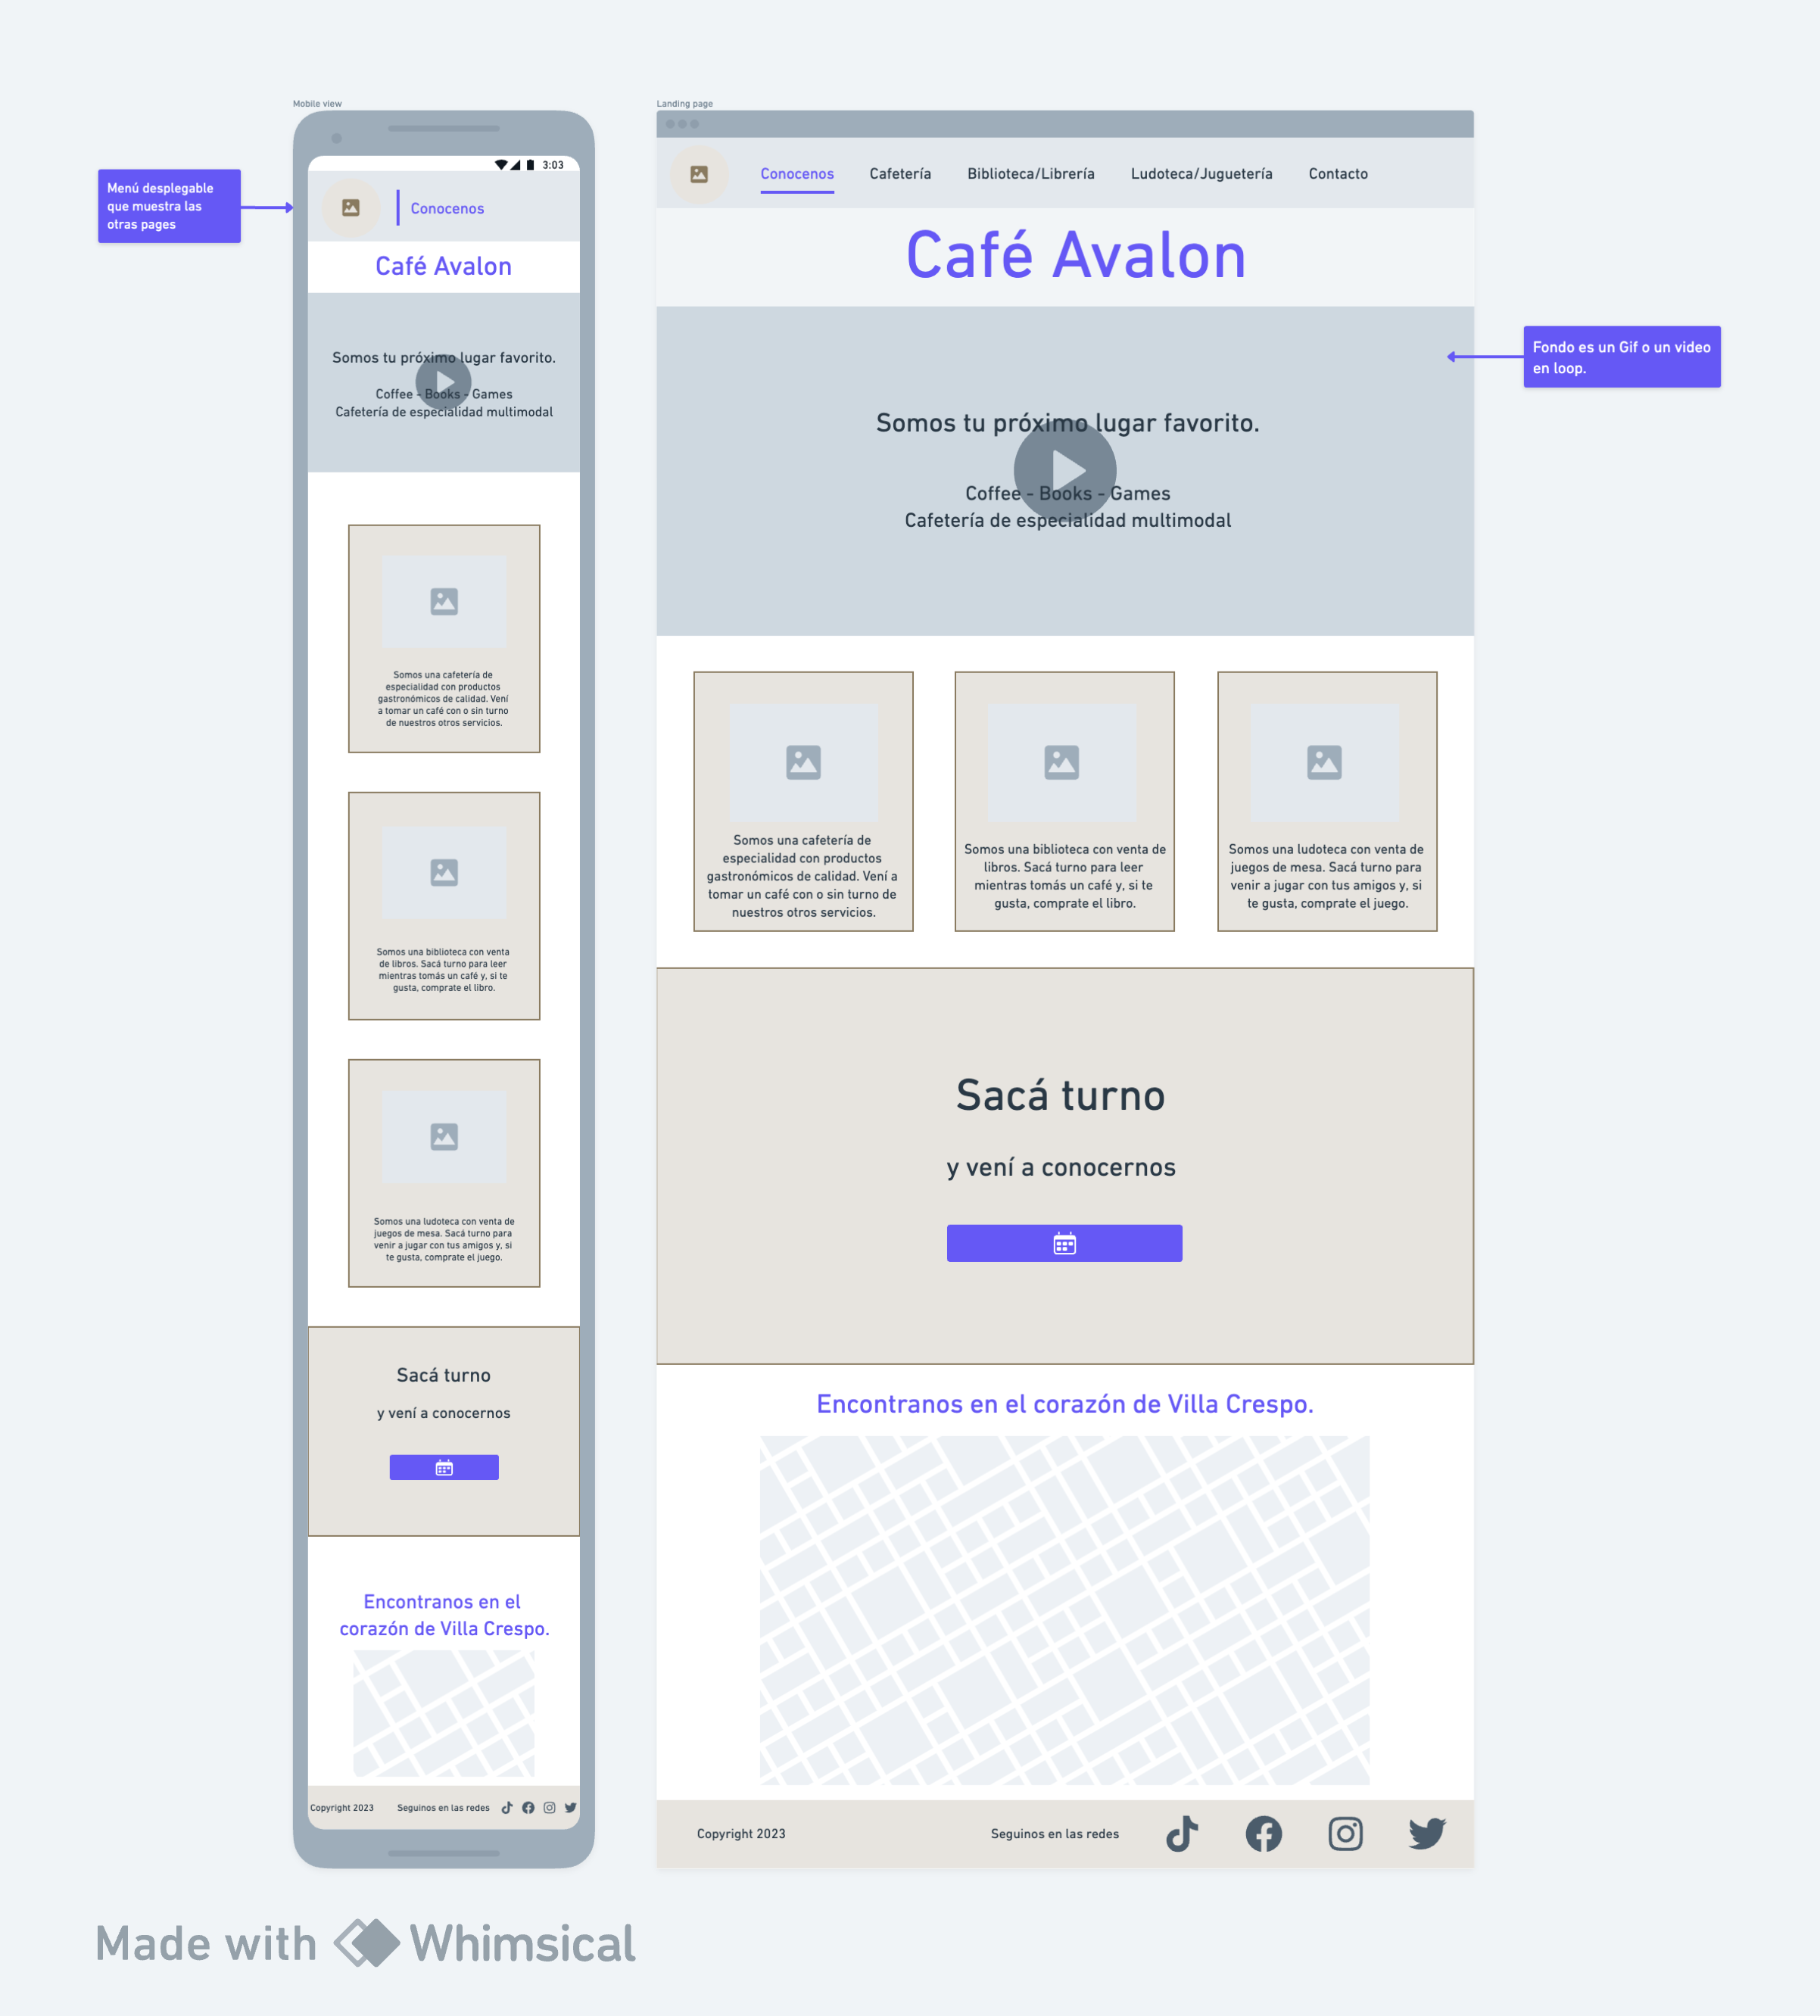 Mobile view
Menú desplegable
que muestra las
otras pages
3:03
Conocenos
Café Avalon
Somos tu próximo lugar favorito.
Coffee - Books - Games
Cafetería de especialidad multimodal
Somos una cafetería de
especialidad con productos
gastronómicos de calidad. Vení
a tomar un café con o sin turno
de nuestros otros servicios.
Somos una biblioteca con venta
de libros. Sacá turno para leer
mientras tomás un café y, si te
gusta, comprate el libro.
Somos una ludoteca con venta de
juegos de mesa. Sacá turno para
venir a jugar con tus amigos y, si
te gusta, comprate el juego.
Sacá turno
y vení a conocernos
Encontranos en el
corazón de Villa Crespo.
Copyright 2023 Seguinos en las redes
Landing page
Conocenos Cafetería Biblioteca/Librería Ludoteca/Juguetería Contacto
Café Avalon
Fondo es un Gif o un video
en loop.
Somos tu próximo lugar favorito.
Coffee - Books - Games
Cafetería de especialidad multimodal
Somos una cafetería de
especialidad con productos
gastronómicos de calidad. Vení a
tomar un café con o sin turno de
nuestros otros servicios.
Somos una biblioteca con venta de
libros. Sacá turno para leer
mientras tomás un café y, si te
gusta, comprate el libro.
Somos una ludoteca con venta de
juegos de mesa. Sacá turno para
venir a jugar con tus amigos y, si
te gusta, comprate el juego.
Sacá turno
y vení a conocernos
Encontranos en el corazón de Villa Crespo.
Copyright 2023 Seguinos en las redes
Made with Whimsical